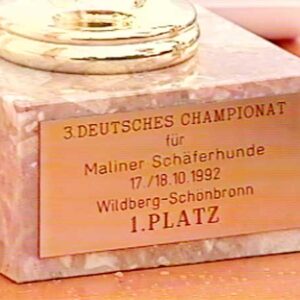 3.DEUTSCHES CHAMPIONAT
für
Maliner Schäferhunde
17./18.10.1992
Wildberg-Schönbronn
1.PLATZ